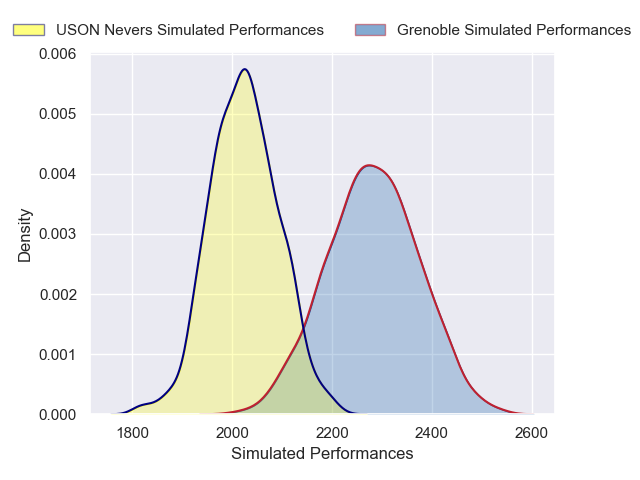 USON Nevers Simulated Performances Grenoble Simulated Performances
0.006
0.005
0.004
0.003
0.002
0.001
0.000
Density
1800 2000 2200 2400 2600
Simulated Performances